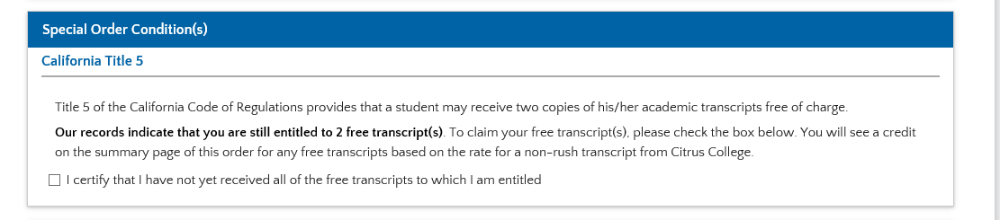 Special Order Condition(s)
California Title 5
Title 5 of the California Code of Regulations provides that a student may receive two copies of his/her academic transcripts free of charge.
Our records indicate that you are still entitled to 2 free transcript(s). To claim your free transcript(s), please check the box below. You will see a credit
on the summary page of this order for any free transcripts based on the rate for a non-rush transcript from Citrus College.
I certify that I have not yet received all of the free transcripts to which I am entitled